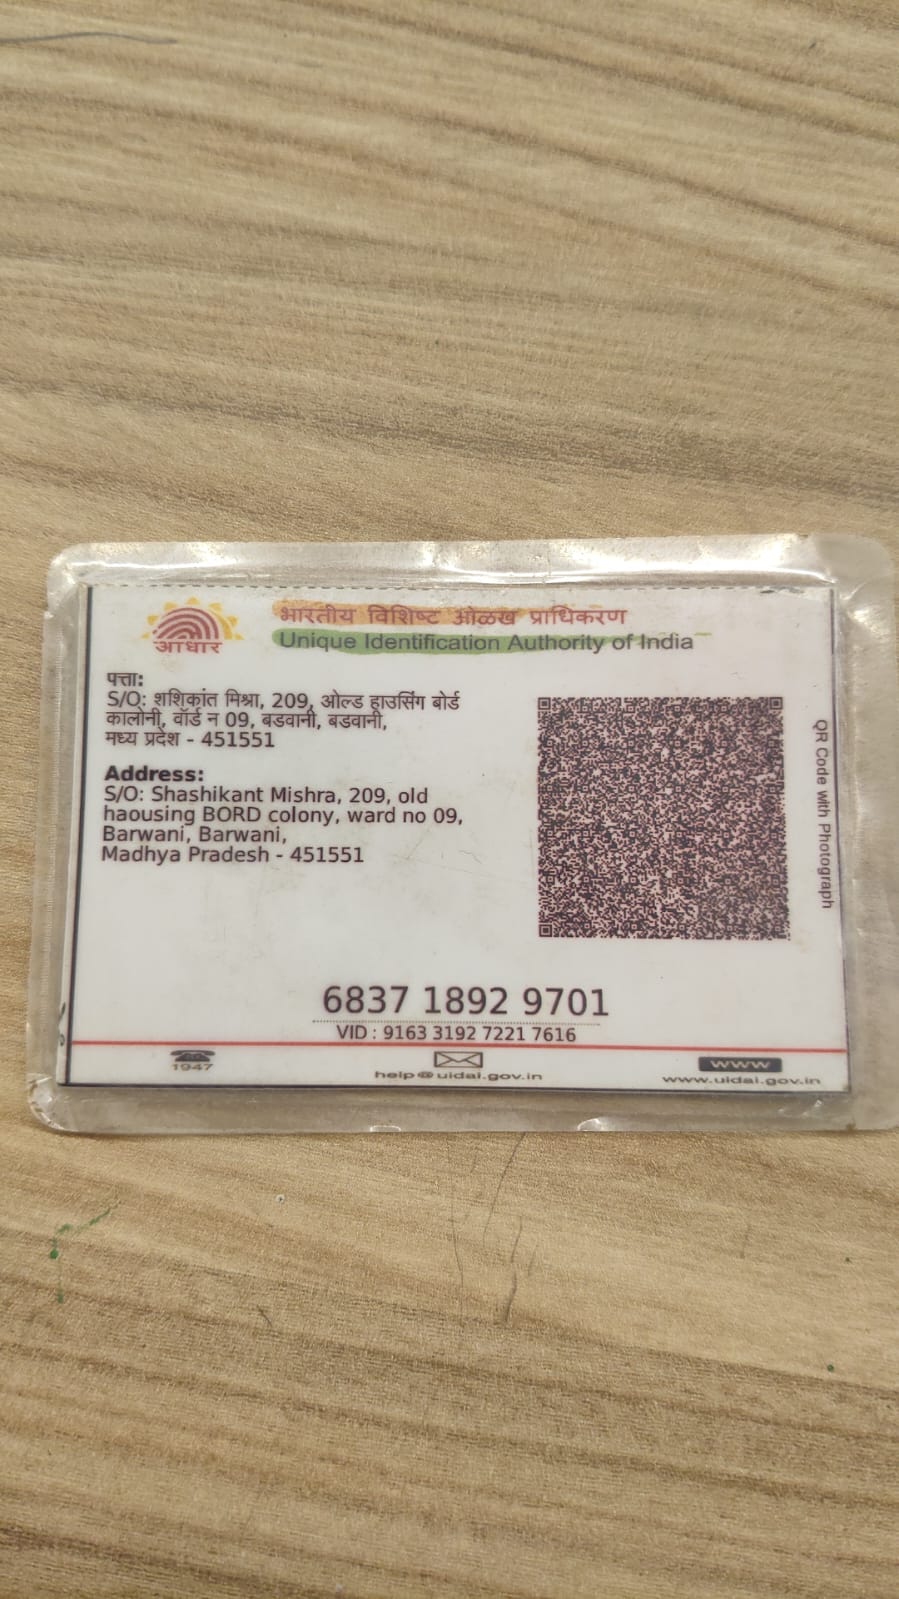 आधार
भारतीय विशिष्ट ओळख प्राधिकरण
Unique Identification Authority of India
पत्ता:
S/O: शशिकांत मिश्रा, 209, ओल्ड हाउसिंग बोर्ड
कालोनी, वॉर्ड न 09, बडवानी, बडवानी,
मध्य प्रदेश - 451551
Address:
S/O: Shashikant Mishra, 209, old
haousing BORD colony, ward no 09,
Barwani, Barwani,
Madhya Pradesh - 451551
QR Code with Photograph
6837 1892 9701
VID : 9163 3192 7221 7616
1947
help@uidai.gov.in
www
www.uidai.gov.in